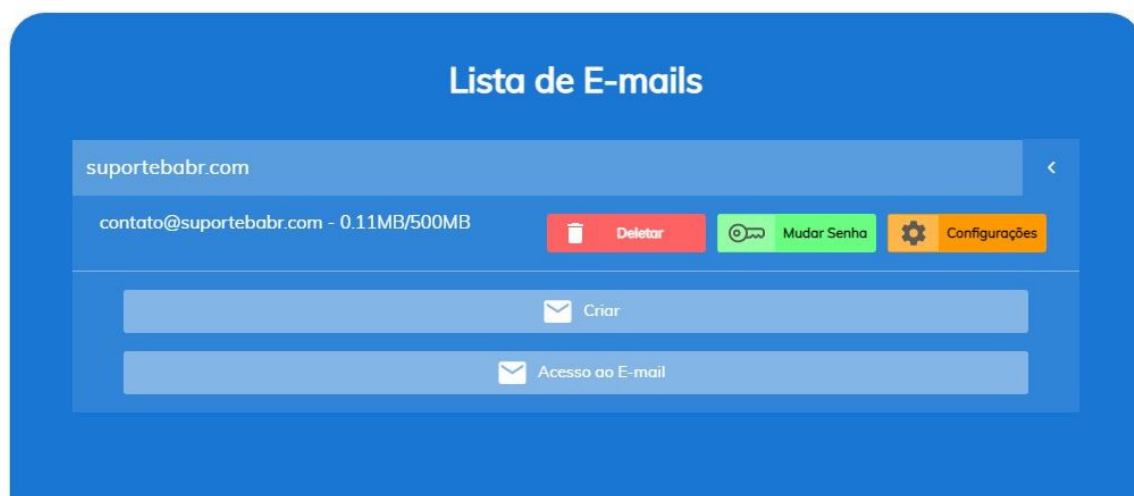 Lista de E-mails
suportebabr.com
contato@suportebabr.com - 0.11MB/500MB
Deletar
Mudar Senha
Configurações
Criar
Acesso ao E-mail